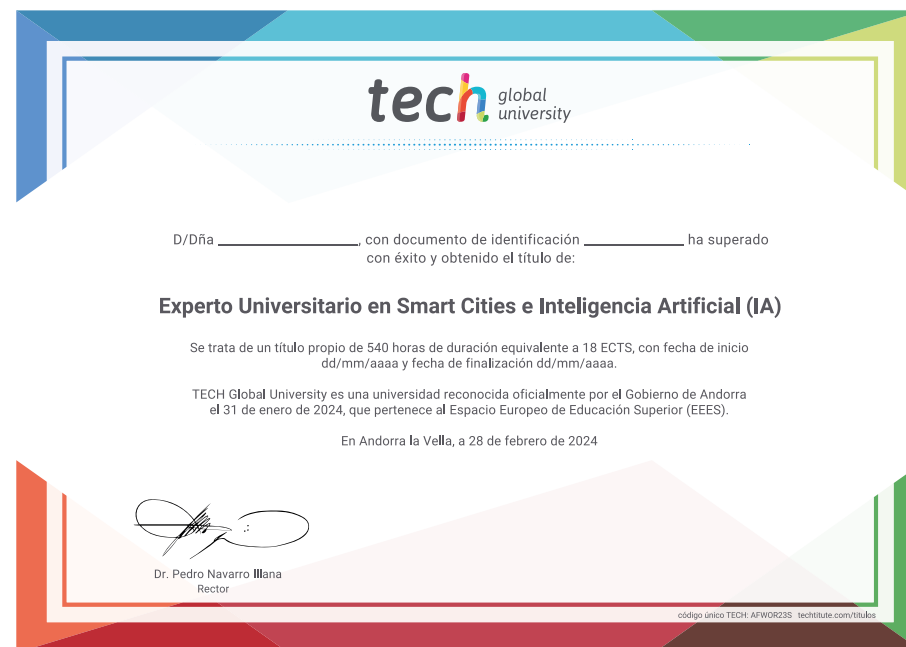 tech global university
D/Dña ____________________, con documento de identificación ______________ ha superado
con éxito y obtenido el título de:
Experto Universitario en Smart Cities e Inteligencia Artificial (IA)
Se trata de un título propio de 540 horas de duración equivalente a 18 ECTS, con fecha de inicio
dd/mm/aaaa y fecha de finalización dd/mm/aaaa.
TECH Global University es una universidad reconocida oficialmente por el Gobierno de Andorra
el 31 de enero de 2024, que pertenece al Espacio Europeo de Educación Superior (EEES).
En Andorra la Vella, a 28 de febrero de 2024
Dr. Pedro Navarro Illana
Rector
código único TECH: AFWOR23S techtitute.com/titulos